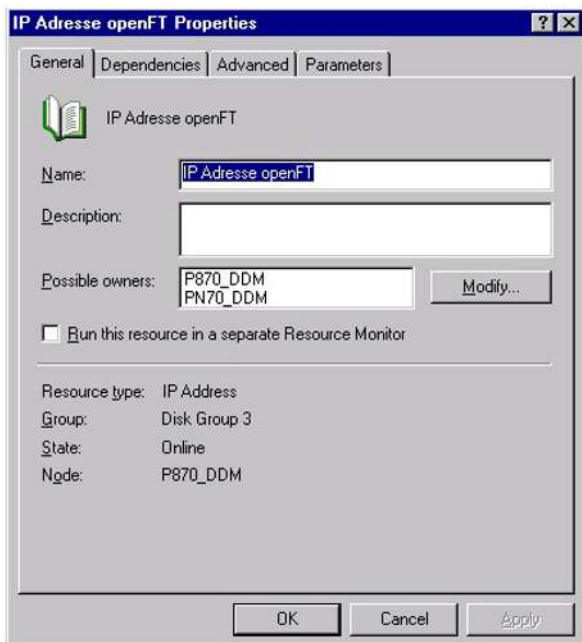 IP Adresse openFT Properties
General Dependencies Advanced Parameters
IP Adresse openFT
Name: IP Adresse openFT
Description:
Possible owners: P870_DDM
PN70_DDM
Modify...
Run this resource in a separate Resource Monitor
Resource type: IP Address
Group: Disk Group 3
State: Online
Node: P870_DDM
OK Cancel Apply